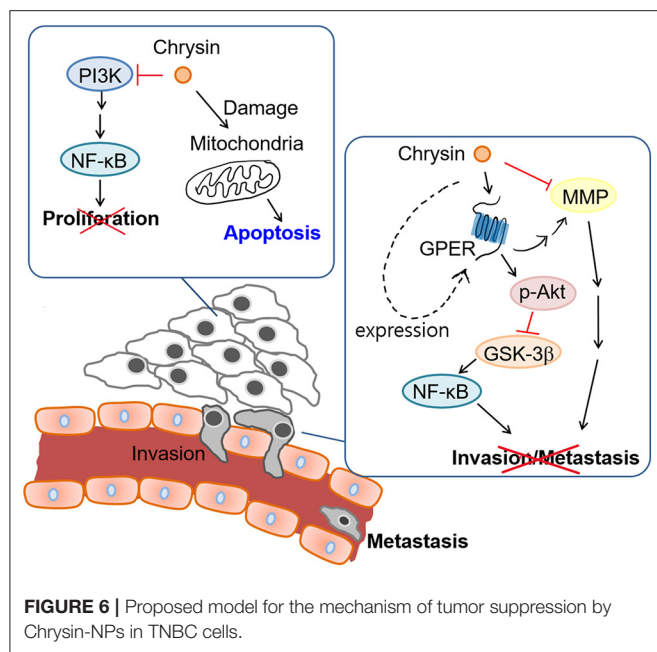 Chrysin
PI3K
Damage
Mitochondria
NF-κB
Proliferation
Apoptosis
Chrysin
MMP
GPER
p-Akt
expression
GSK-3β
NF-κB
Invasion/Metastasis
Invasion
Metastasis
FIGURE 6 | Proposed model for the mechanism of tumor suppression by
Chrysin-NPs in TNBC cells.